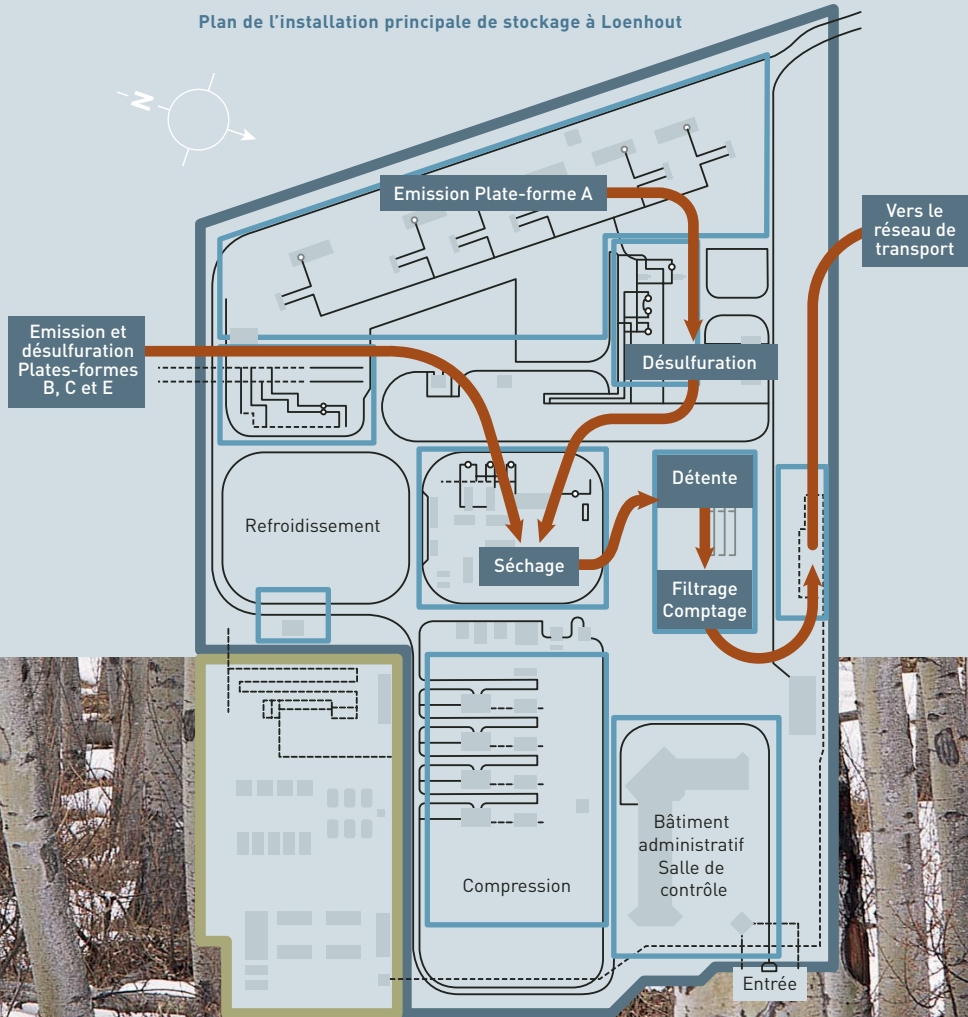 Plan de l'installation principale de stockage à Loenhout
N
Emission Plate-forme A
Vers le
réseau de
transport
Emission et
désulfuration
Plates-formes
B, C et E
Désulfuration
Détente
Refroidissement
Séchage
Filtrage
Comptage
Bâtiment
administratif
Salle de
contrôle
Compression
Entrée